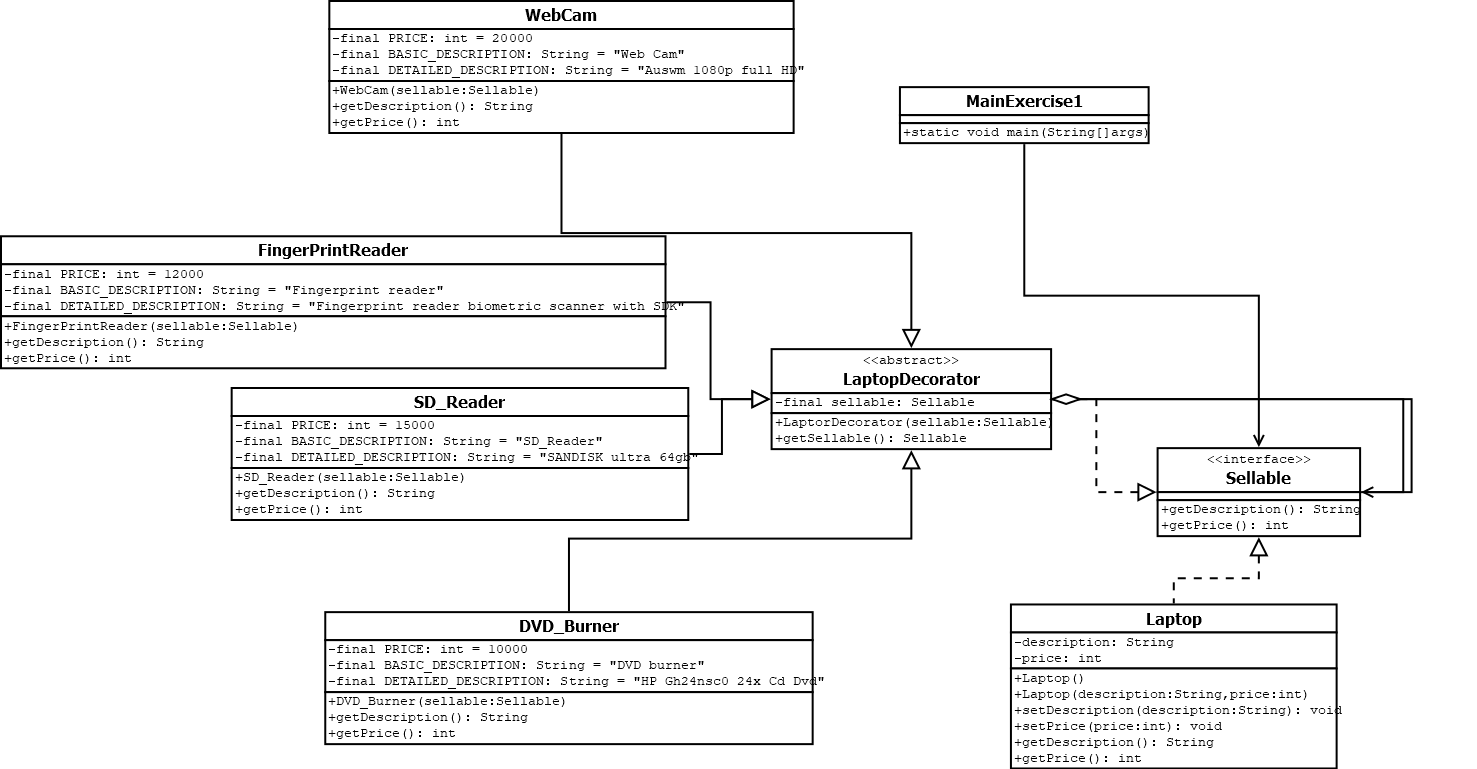 WebCam
-final PRICE: int = 20000
-final BASIC_DESCRIPTION: String = "Web Cam"
-final DETAILED_DESCRIPTION: String = "Auswm 1080p full HD"
+WebCam(sellable:Sellable)
+getDescription(): String
+getPrice(): int
MainExercise1
+static void main(String[]args)
FingerPrintReader
-final PRICE: int = 12000
-final BASIC_DESCRIPTION: String = "Fingerprint reader"
-final DETAILED_DESCRIPTION: String = "Fingerprint reader biometric scanner with SDK"
+FingerPrintReader(sellable:Sellable)
+getDescription(): String
+getPrice(): int
<<abstract>>
LaptopDecorator
-final sellable: Sellable
+LaptorDecorator(sellable:Sellable)
+getSellable(): Sellable
SD_Reader
-final PRICE: int = 15000
-final BASIC_DESCRIPTION: String = "SD_Reader"
-final DETAILED_DESCRIPTION: String = "SANDISK ultra 64gb"
+SD_Reader(sellable:Sellable)
+getDescription(): String
+getPrice(): int
<<interface>>
Sellable
+getDescription(): String
+getPrice(): int
DVD_Burner
-final PRICE: int = 10000
-final BASIC_DESCRIPTION: String = "DVD burner"
-final DETAILED_DESCRIPTION: String = "HP Gh24nsc0 24x Cd Dvd"
+DVD_Burner(sellable:Sellable)
+getDescription(): String
+getPrice(): int
Laptop
-description: String
-price: int
+Laptop()
+Laptop(description:String,price:int)
+setDescription(description:String): void
+setPrice(price:int): void
+getDescription(): String
+getPrice(): int